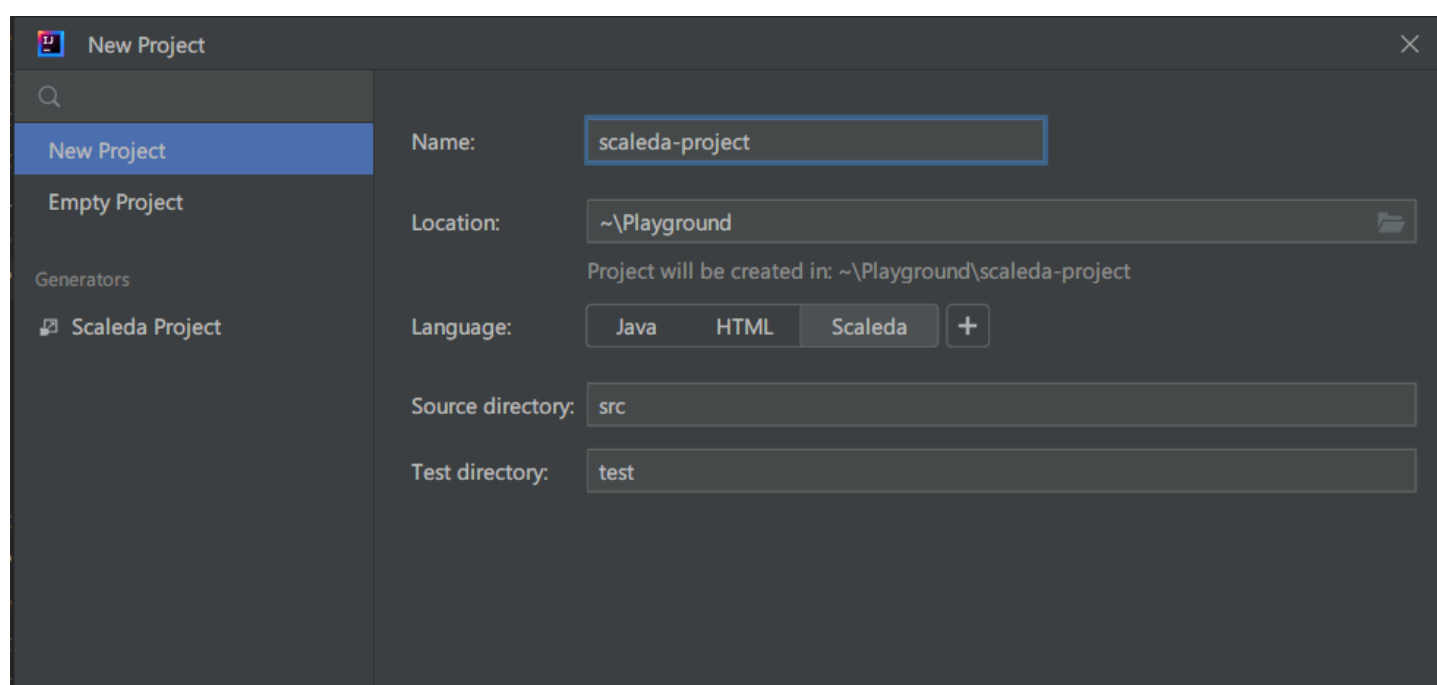 New Project
New Project
Empty Project
Generators
Scaleda Project
Name: scaleda-project
Location: ~\Playground
Project will be created in: ~\Playground\scaleda-project
Language: Java HTML Scaleda +
Source directory: src
Test directory: test